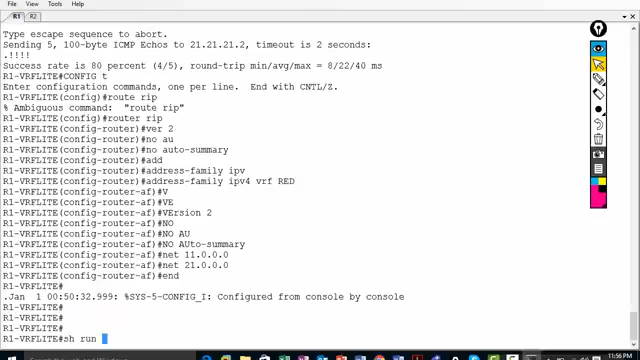 File Edit View Tools Help
R1 R2
Type escape sequence to abort.
Sending 5, 100-byte ICMP Echos to 21.21.21.2, timeout is 2 seconds:
.!!!!
Success rate is 80 percent (4/5), round-trip min/avg/max = 8/22/40 ms
R1-VRFLITE#CONFIG t
Enter configuration commands, one per line.  End with CNTL/Z.
R1-VRFLITE(config)#route rip
% Ambiguous command:  "route rip"
R1-VRFLITE(config)#router rip
R1-VRFLITE(config-router)#ver 2
R1-VRFLITE(config-router)#no au
R1-VRFLITE(config-router)#no auto-summary
R1-VRFLITE(config-router)#add
R1-VRFLITE(config-router)#address-family ipv
R1-VRFLITE(config-router)#address-family ipv4 vrf RED
R1-VRFLITE(config-router-af)#V
R1-VRFLITE(config-router-af)#VE
R1-VRFLITE(config-router-af)#VErsion 2
R1-VRFLITE(config-router-af)#NO
R1-VRFLITE(config-router-af)#NO AU
R1-VRFLITE(config-router-af)#NO AUto-summary
R1-VRFLITE(config-router-af)#net 11.0.0.0
R1-VRFLITE(config-router-af)#net 21.0.0.0
R1-VRFLITE(config-router-af)#end
R1-VRFLITE#
.Jan  1 00:50:32.999: %SYS-5-CONFIG_I: Configured from console by console
R1-VRFLITE#
R1-VRFLITE#
R1-VRFLITE#
R1-VRFLITE#sh run
11:56 PM